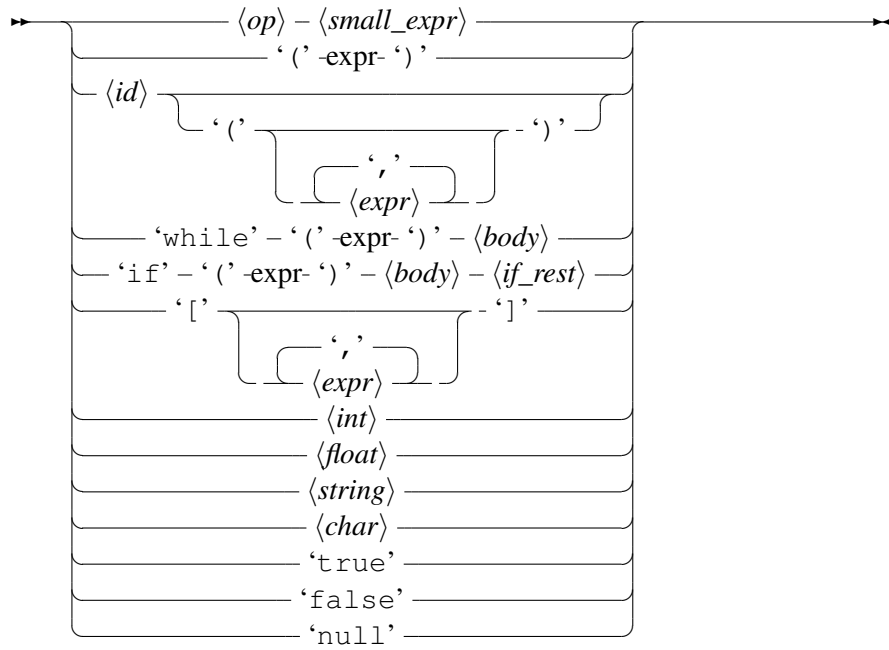 ⟨op⟩ ⟨small_expr⟩
‘(’ expr ‘)’
⟨id⟩
‘(’ ‘)’
‘,’
⟨expr⟩
‘while’ ‘(’ expr ‘)’ ⟨body⟩
‘if’ ‘(’ expr ‘)’ ⟨body⟩ ⟨if_rest⟩
‘[’ ‘]’
‘,’
⟨expr⟩
⟨int⟩
⟨float⟩
⟨string⟩
⟨char⟩
‘true’
‘false’
‘null’